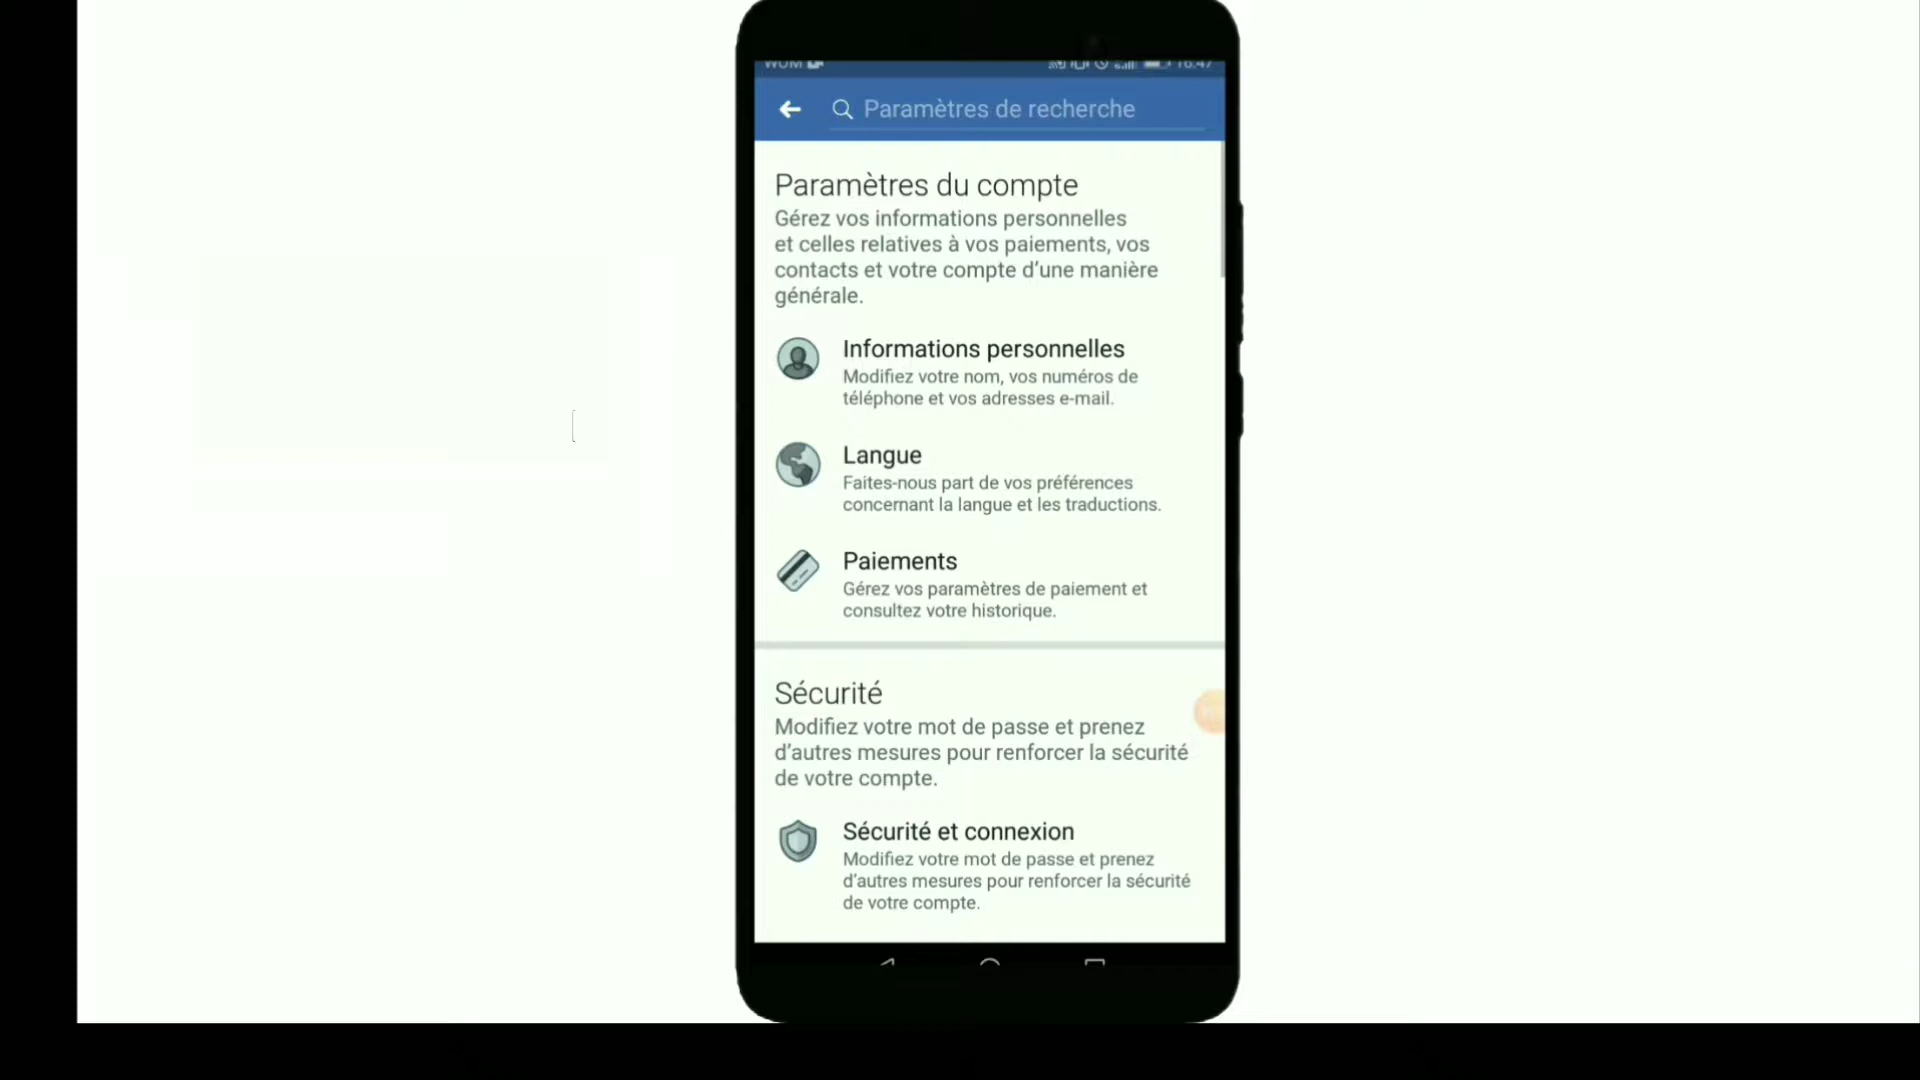 WOM
16:47
Paramètres de recherche
Paramètres du compte
Gérez vos informations personnelles
et celles relatives à vos paiements, vos
contacts et votre compte d’une manière
générale.
Informations personnelles
Modifiez votre nom, vos numéros de
téléphone et vos adresses e-mail.
Langue
Faites-nous part de vos préférences
concernant la langue et les traductions.
Paiements
Gérez vos paramètres de paiement et
consultez votre historique.
Sécurité
Modifiez votre mot de passe et prenez
d’autres mesures pour renforcer la sécurité
de votre compte.
Sécurité et connexion
Modifiez votre mot de passe et prenez
d’autres mesures pour renforcer la sécurité
de votre compte.